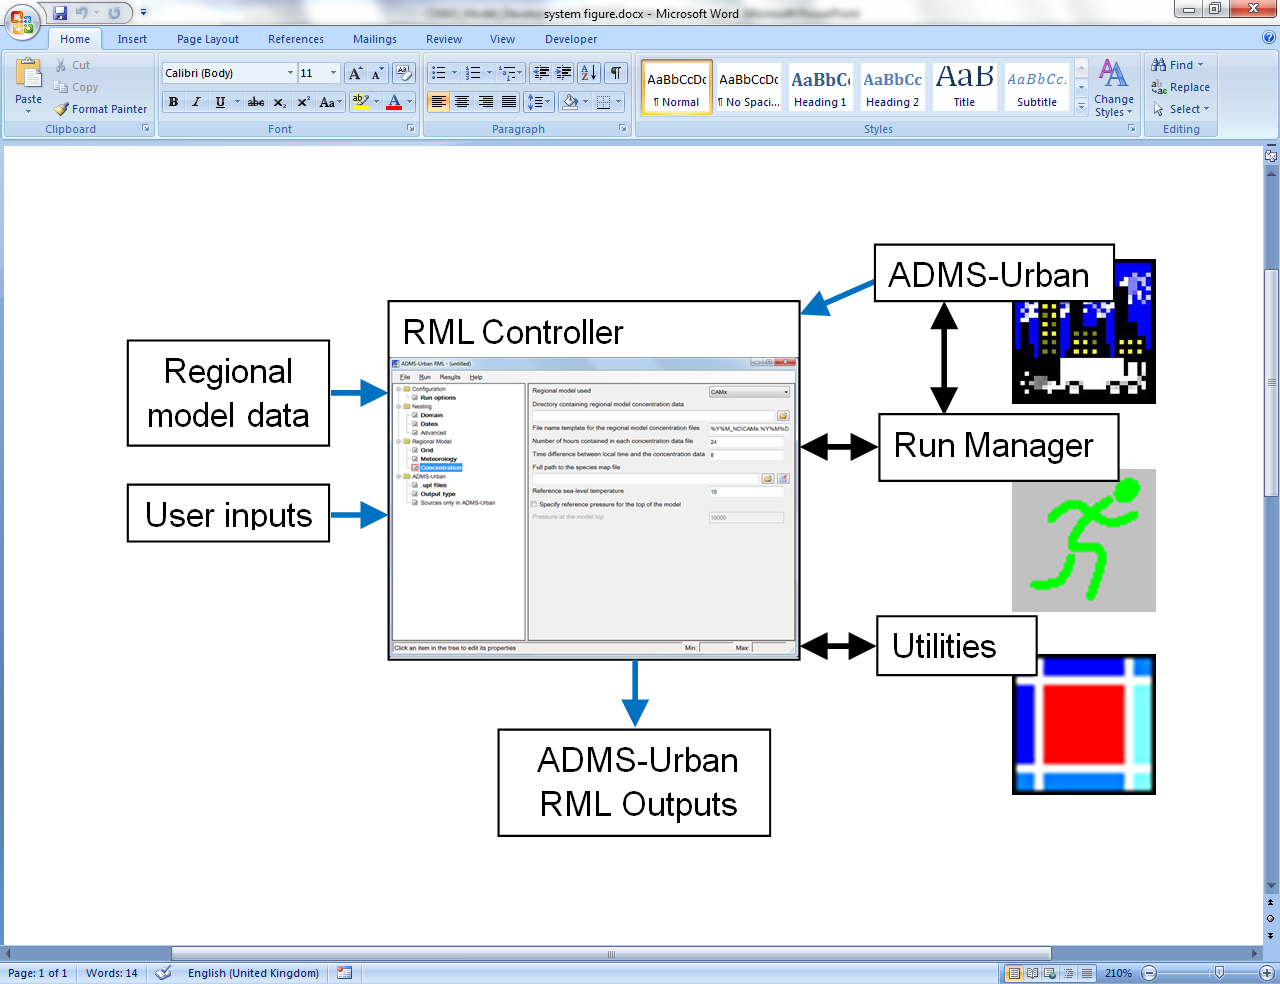 system figure.docx - Microsoft Word
Home Insert Page Layout References Mailings Review View Developer
Paste
Cut
Copy
Format Painter
Clipboard
Calibri (Body) 11
Font
Paragraph
AaBbCcDc AaBbCcDc AaBbCc AaBbCc AaB AaBbCc.
¶ Normal ¶ No Spaci... Heading 1 Heading 2 Title Subtitle
Change
Styles
Styles
Find
Replace
Select
Editing
ADMS-Urban
RML Controller
Regional
model data
User inputs
ADMS-Urban RML - (untitled)
File Run Results Help
Configuration
Run options
Nesting
Domain
Dates
Advanced
Regional Model
Grid
Meteorology
Concentration
ADMS-Urban
.upl files
Output type
Sources only in ADMS-Urban
Regional model used CAMx
Directory containing regional model concentration data
File name template for the regional model concentration files %Y%M_NC\CAMx.%Y%M%D
Number of hours contained in each concentration data file 24
Time difference between local time and the concentration data 8
Full path to the species map file
Reference sea-level temperature 15
Specify reference pressure for the top of the model
Pressure at the model top 10000
Click an item in the tree to edit its properties Min: Max:
Run Manager
Utilities
ADMS-Urban
RML Outputs
Page: 1 of 1 Words: 14 English (United Kingdom) 210%